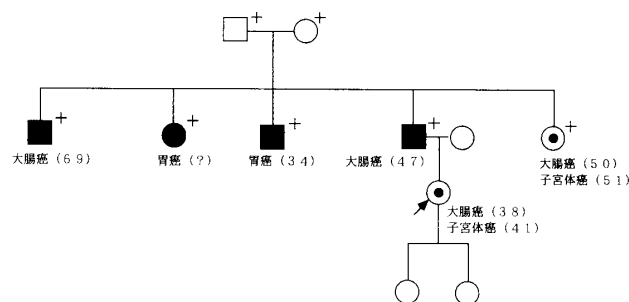 +
+
+
+
+
+
+
大腸癌（６９）
胃癌（？）
胃癌（３４）
大腸癌（４７）
大腸癌（５０）
子宮体癌（５１）
大腸癌（３８）
子宮体癌（４１）